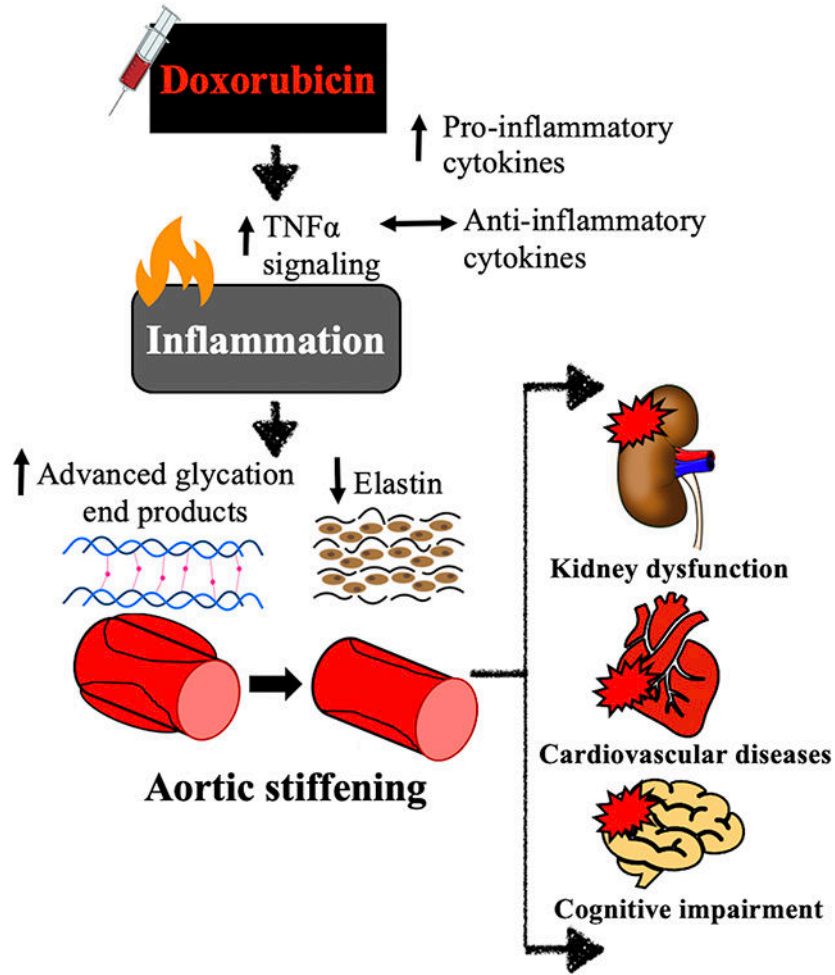 Doxorubicin
Pro-inflammatory
cytokines
TNFα
signaling
Anti-inflammatory
cytokines
Inflammation
Advanced glycation
end products
Elastin
Aortic stiffening
Kidney dysfunction
Cardiovascular diseases
Cognitive impairment